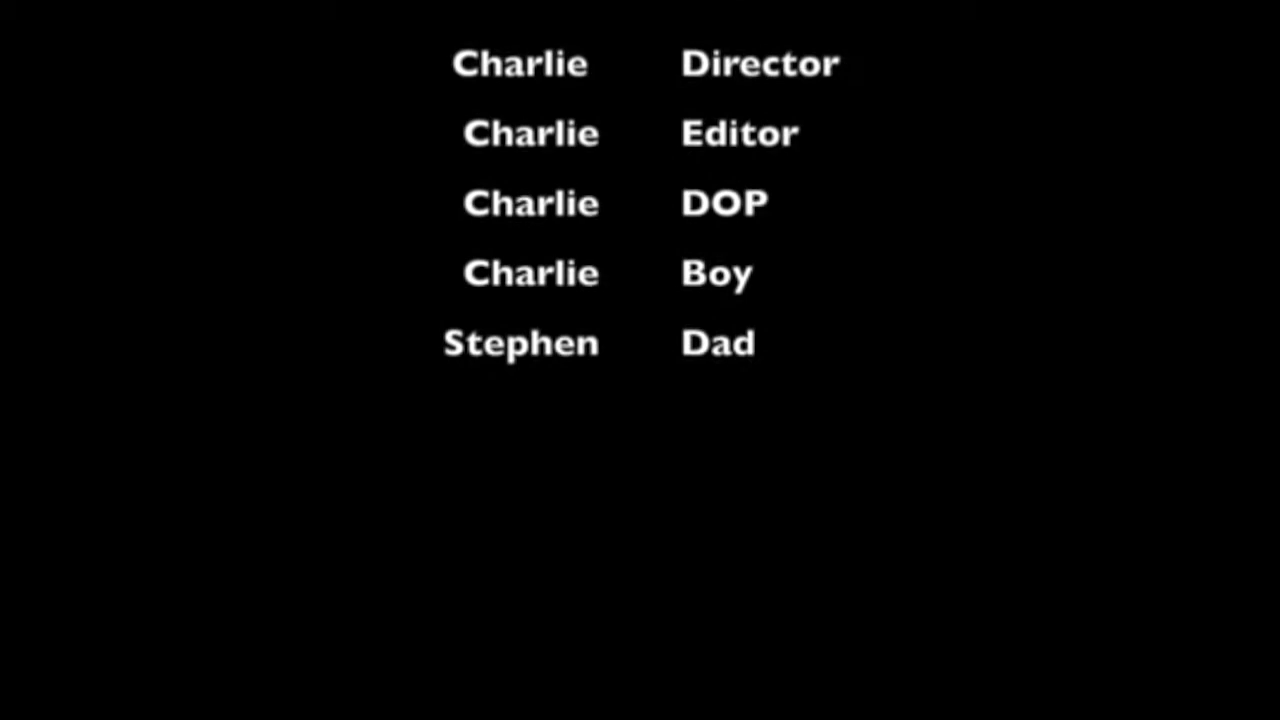 Charlie Director
Charlie Editor
Charlie DOP
Charlie Boy
Stephen Dad